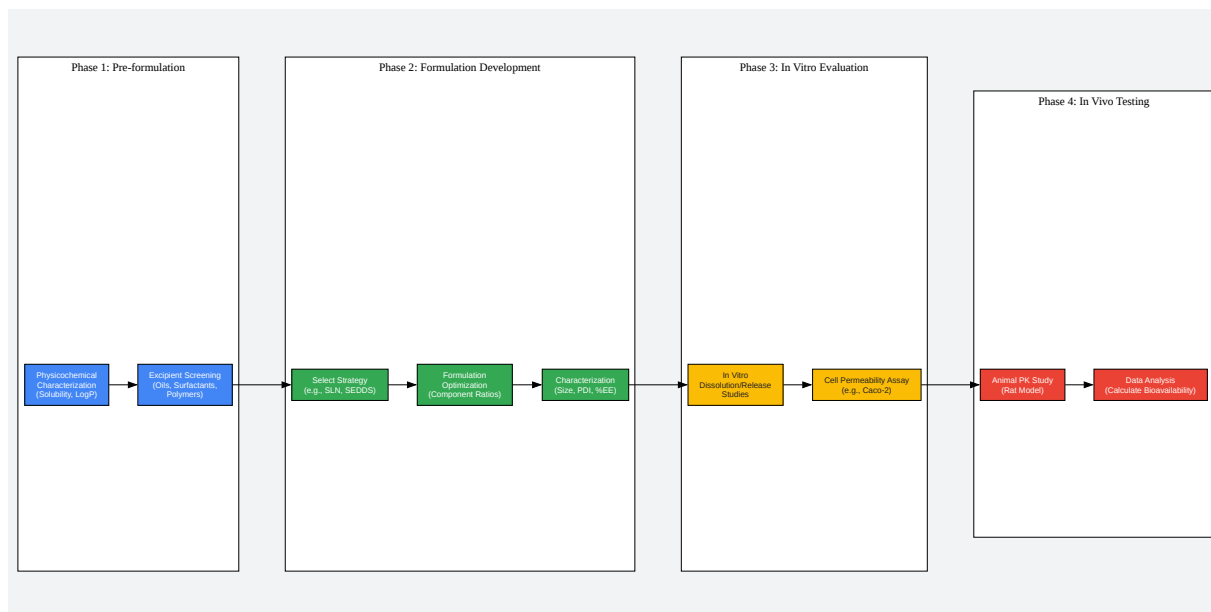 Phase 1: Pre-formulation
Physicochemical
Characterization
(Solubility, LogP)
Excipient Screening
(Oils, Surfactants,
Polymers)
Phase 2: Formulation Development
Select Strategy
(e.g., SLN, SEDDS)
Formulation
Optimization
(Component Ratios)
Characterization
(Size, PDI, %EE)
Phase 3: In Vitro Evaluation
In Vitro
Dissolution/Release
Studies
Cell Permeability Assay
(e.g., Caco-2)
Phase 4: In Vivo Testing
Animal PK Study
(Rat Model)
Data Analysis
(Calculate Bioavailability)